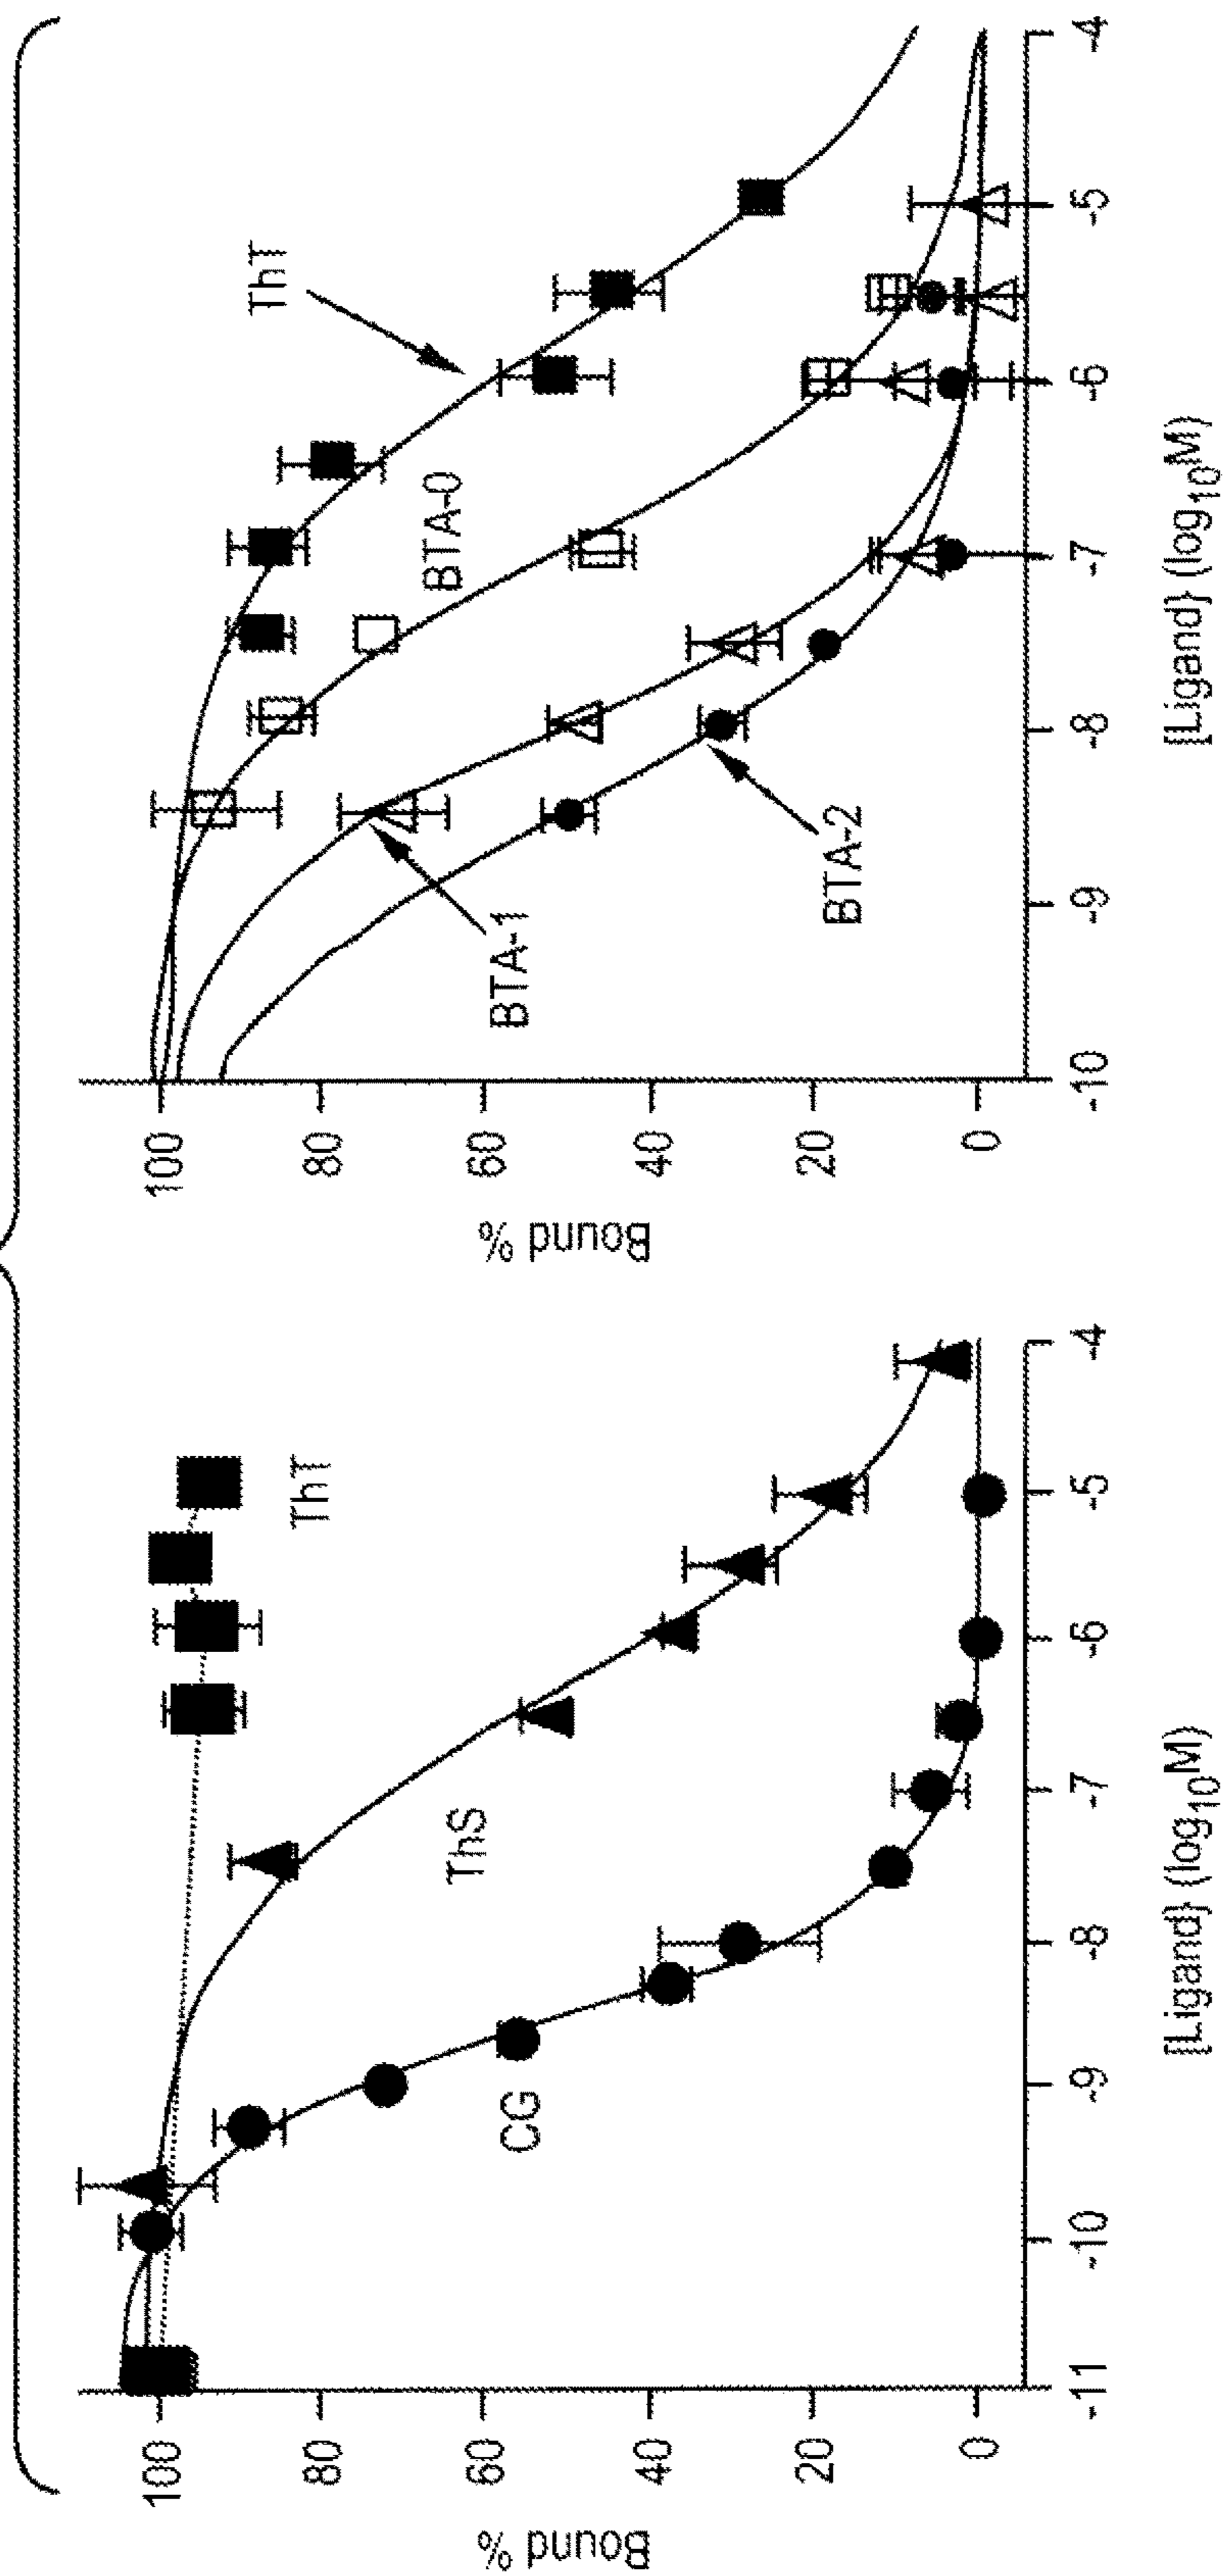 Bound %
100
80
60
40
20
0
-11
-10
-9
-8
-7
-6
-5
-4
[Ligand} (log10M)
CG
ThS
ThT
Bound %
100
80
60
40
20
0
-10
-9
-8
-7
-6
-5
-4
[Ligand} (log10M)
BTA-1
BTA-2
BTA-0
ThT